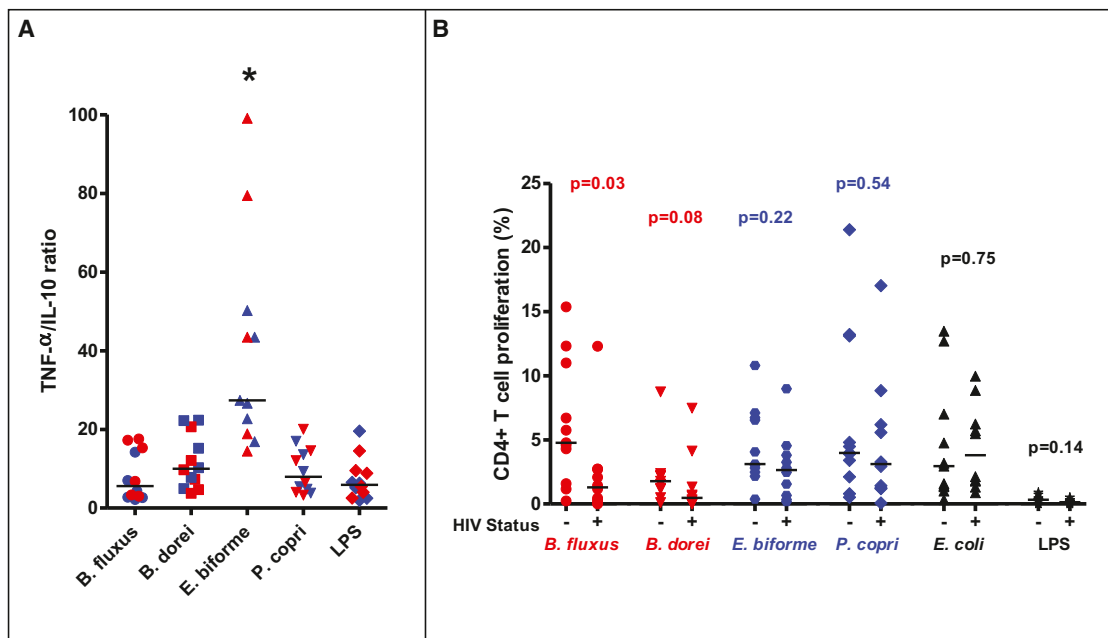 A
*
TNF-α/IL-10 ratio
100
80
60
40
20
0
B. fluxus
B. dorei
E. biforme
P. copri
LPS
B
CD4+ T cell proliferation (%)
25
20
15
10
5
0
p=0.03
p=0.08
p=0.22
p=0.54
p=0.75
p=0.14
HIV Status - + - + - + - + - + - +
B. fluxus B. dorei E. biforme P. copri E. coli LPS